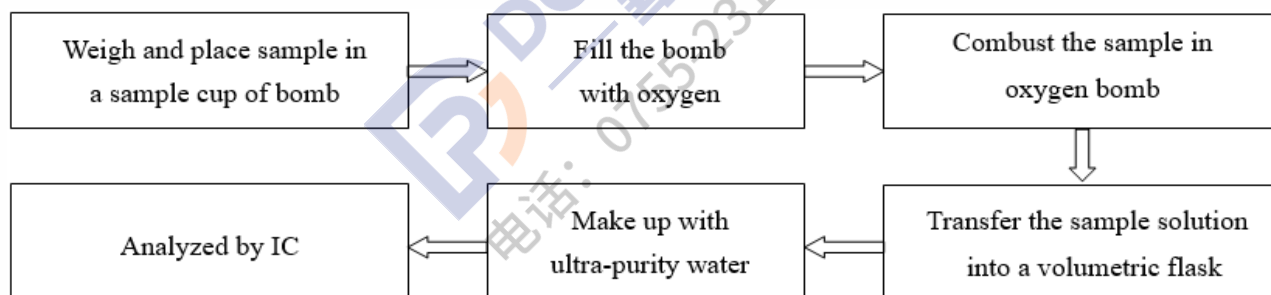 Weigh and place sample in
a sample cup of bomb
Fill the bomb
with oxygen
Combust the sample in
oxygen bomb
Transfer the sample solution
into a volumetric flask
Make up with
ultra-purity water
Analyzed by IC
电话：0755-231